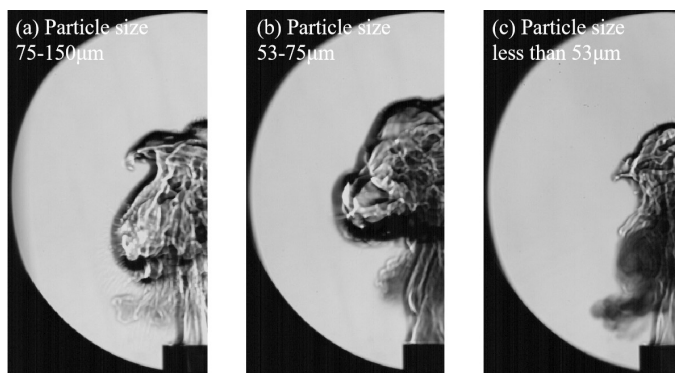 (a) Particle size
75-150μm
(b) Particle size
53-75μm
(c) Particle size
less than 53μm